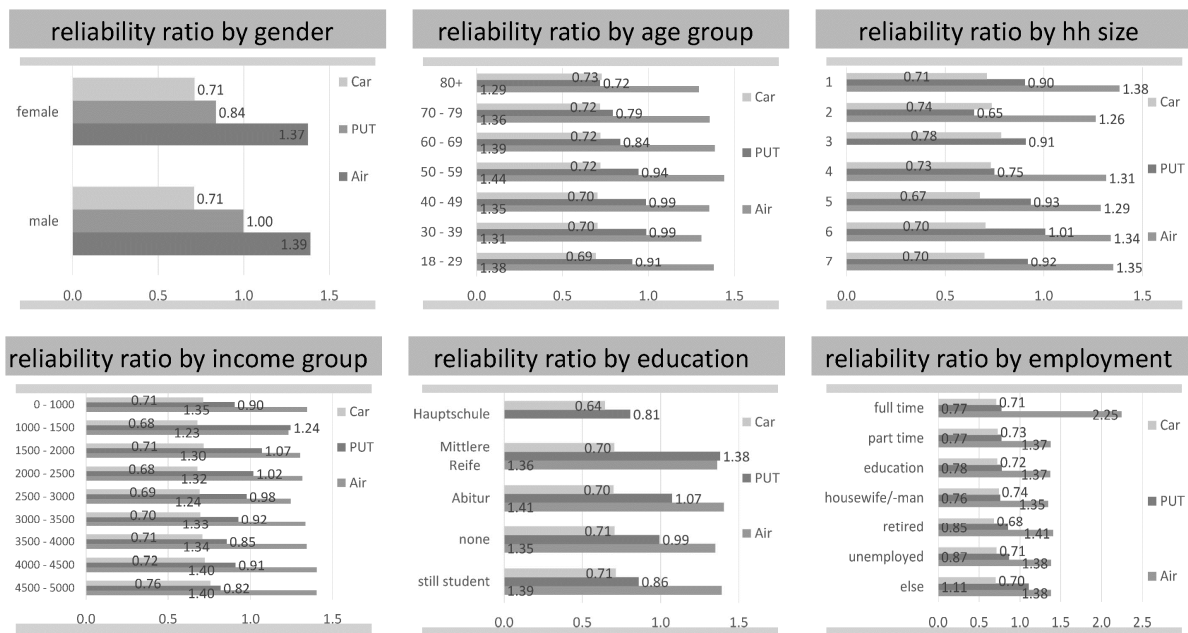 reliability ratio by gender
Car
PUT
Air
female
0.71
0.84
1.37
male
0.71
1.00
1.39
0.0 0.5 1.0 1.5
reliability ratio by age group
Car
PUT
Air
80+ 0.73 0.72 1.29
70 - 79 0.72 0.79 1.36
60 - 69 0.72 0.84 1.39
50 - 59 0.72 0.94 1.44
40 - 49 0.70 0.99 1.35
30 - 39 0.70 0.99 1.31
18 - 29 0.69 0.91 1.38
0.0 0.5 1.0 1.5
reliability ratio by hh size
Car
PUT
Air
1 0.71 0.90 1.38
2 0.74 0.65 1.26
3 0.78 0.91
4 0.73 0.75 1.31
5 0.67 0.93 1.29
6 0.70 1.01 1.34
7 0.70 0.92 1.35
0.0 0.5 1.0 1.5
reliability ratio by income group
Car
PUT
Air
0 - 1000 0.71 0.90 1.35
1000 - 1500 0.68 1.24 1.23
1500 - 2000 0.71 1.07 1.30
2000 - 2500 0.68 1.02 1.32
2500 - 3000 0.69 0.98 1.24
3000 - 3500 0.70 0.92 1.33
3500 - 4000 0.71 0.85 1.34
4000 - 4500 0.72 0.91 1.40
4500 - 5000 0.76 0.82 1.40
0.0 0.5 1.0 1.5
reliability ratio by education
Car
PUT
Air
Hauptschule 0.64 0.81
Mittlere
Reife 0.70 1.38 1.36
Abitur 0.70 1.07 1.41
none 0.71 0.99 1.35
still student 0.71 0.86 1.39
0.0 0.5 1.0 1.5
reliability ratio by employment
Car
PUT
Air
full time 0.71 0.77 2.25
part time 0.73 0.77 1.37
education 0.72 0.78 1.37
housewife/-man 0.74 0.76 1.35
retired 0.68 0.85 1.41
unemployed 0.71 0.87 1.38
else 0.70 1.11 1.38
0.0 0.5 1.0 1.5 2.0 2.5